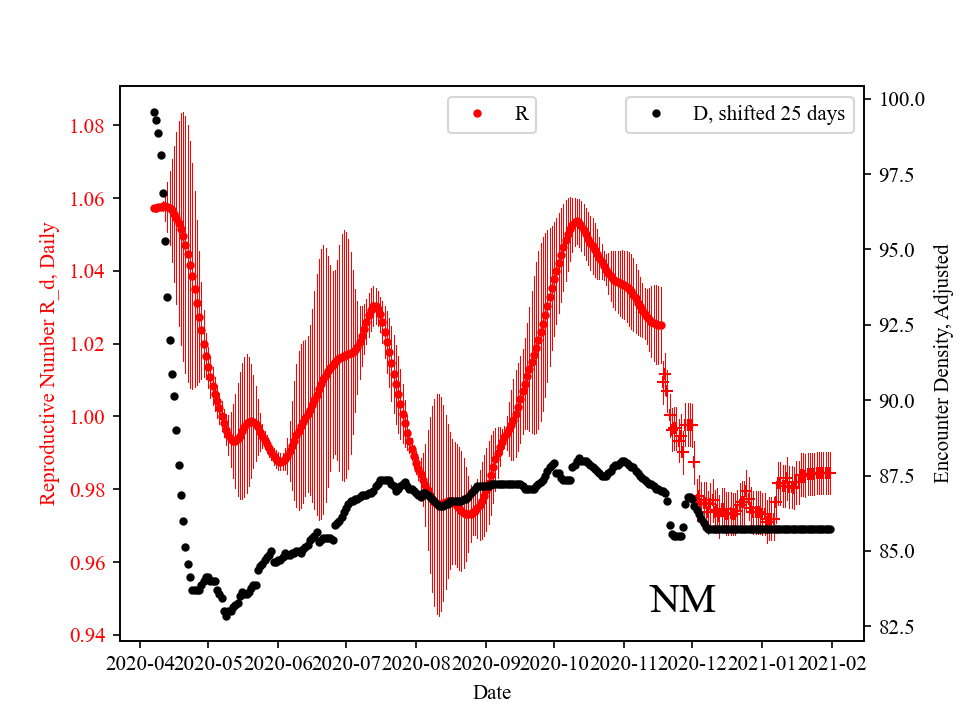 R
D, shifted 25 days
1.08
1.06
1.04
1.02
1.00
0.98
0.96
0.94
Reproductive Number R_d, Daily
100.0
97.5
95.0
92.5
90.0
87.5
85.0
82.5
Encounter Density, Adjusted
NM
2020-04 2020-05 2020-06 2020-07 2020-08 2020-09 2020-10 2020-11 2020-12 2021-01 2021-02
Date